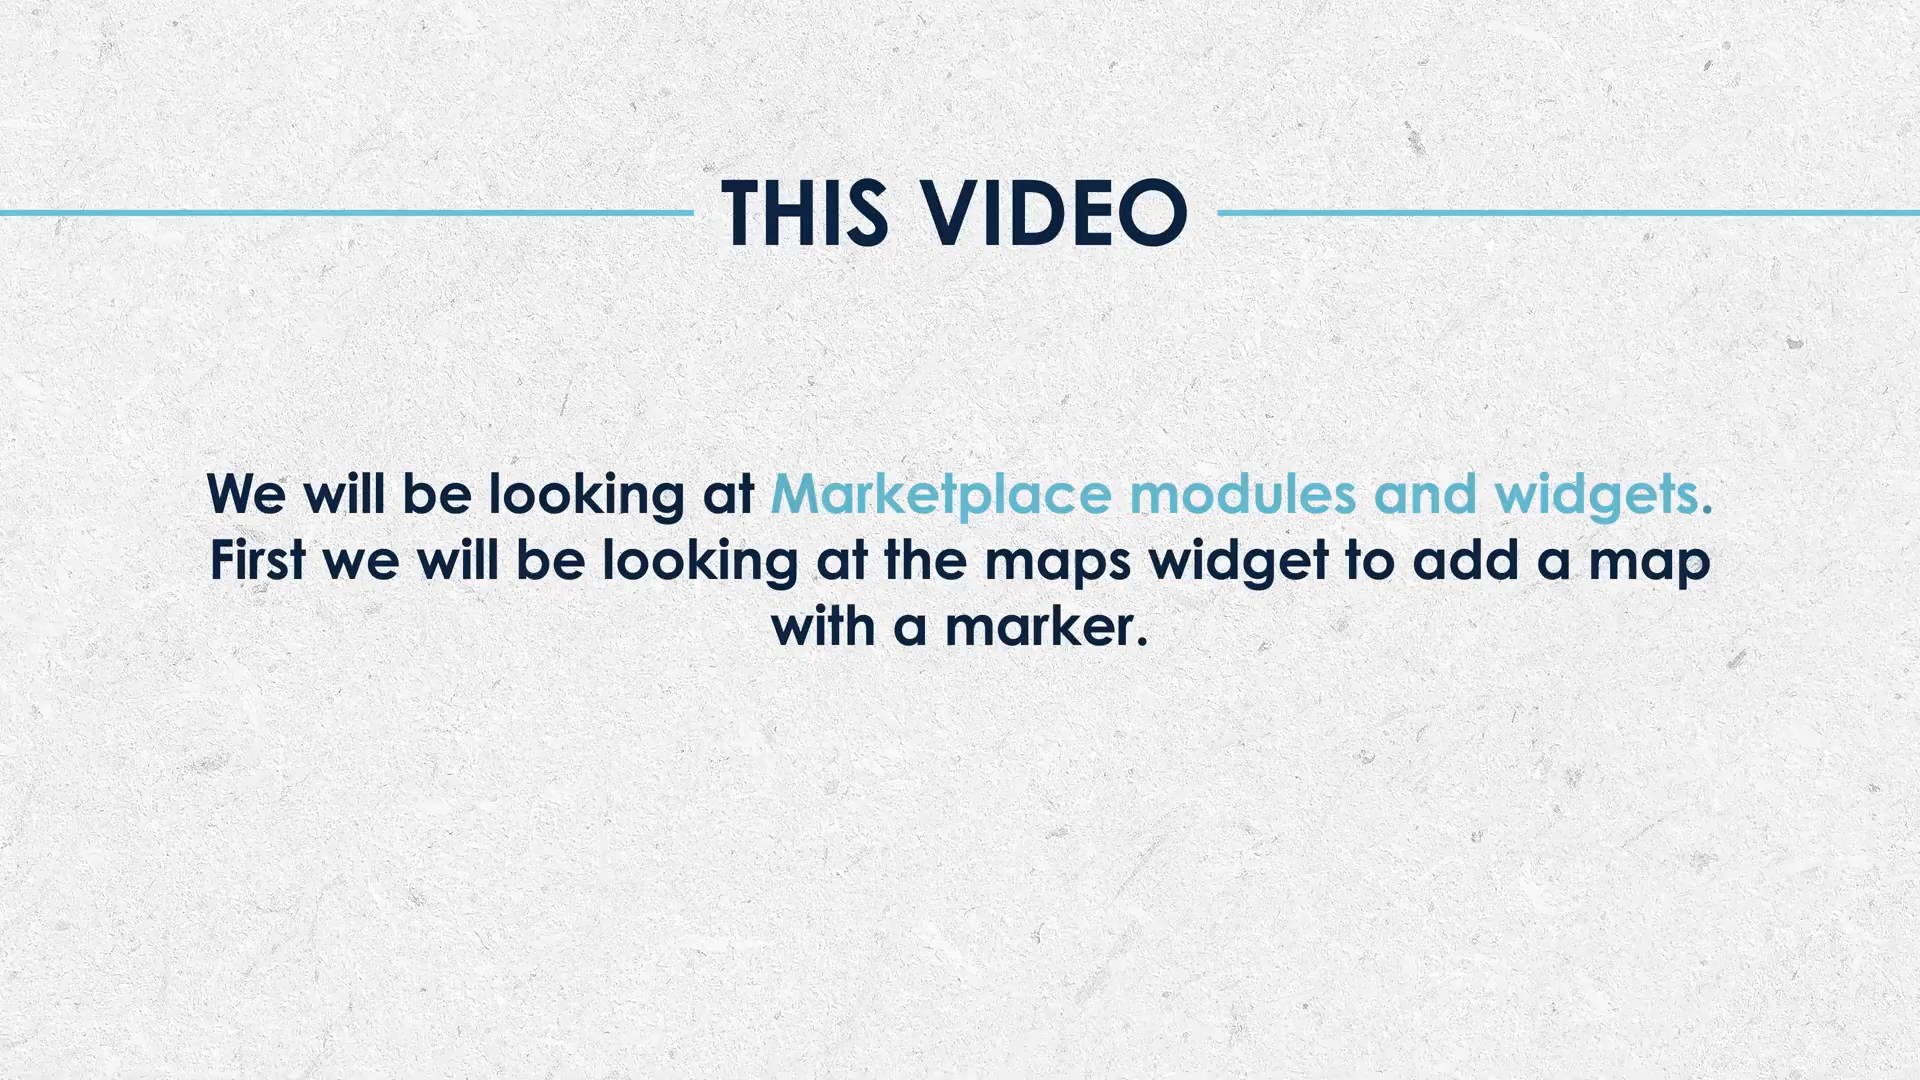 THIS VIDEO
We will be looking at Marketplace modules and widgets.
First we will be looking at the maps widget to add a map
with a marker.